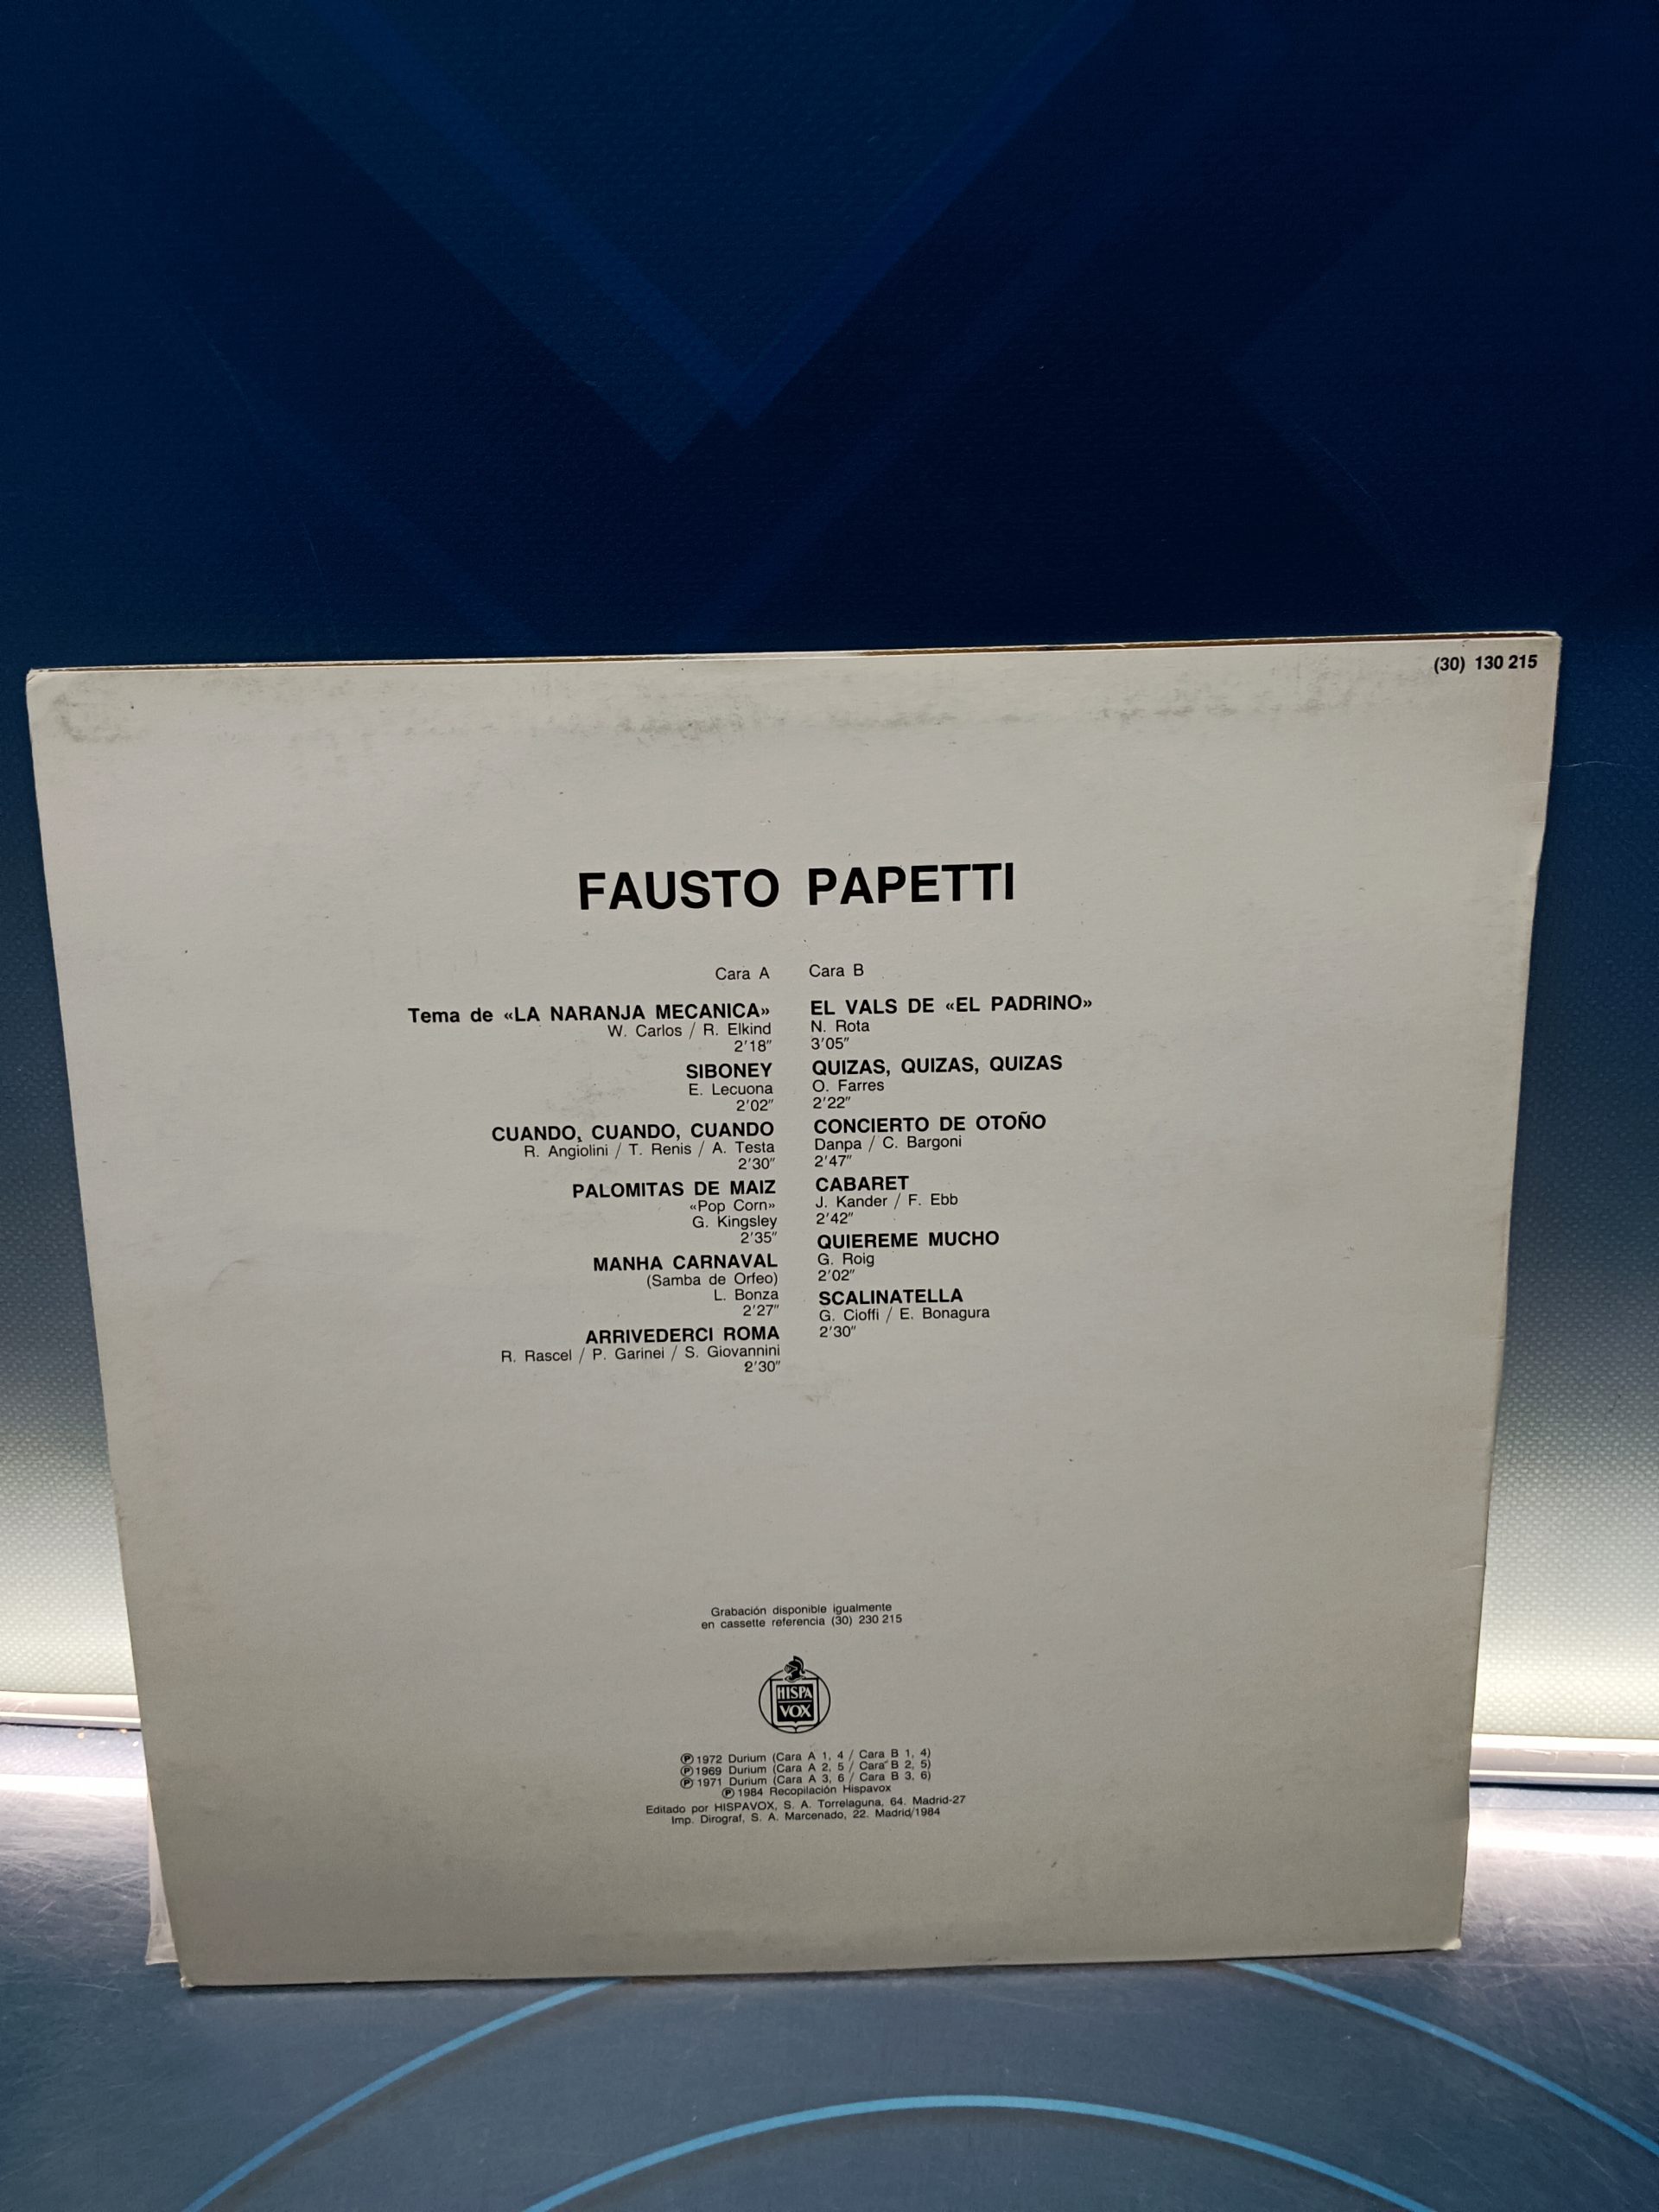 (30) 130 215
FAUSTO PAPETTI
Cara A
Tema de «LA NARANJA MECANICA»
W. Carlos / R. Elkind
2'18"
SIBONEY
E. Lecuona
2'02"
CUANDO, CUANDO, CUANDO
R. Angiolini / T. Renis / A. Testa
2'30"
PALOMITAS DE MAIZ
«Pop Corn»
G. Kingsley
2'35"
MANHA CARNAVAL
(Samba de Orfeo)
L. Bonza
2'27"
ARRIVEDERCI ROMA
R. Rascel / P. Garinei / S. Giovannini
2'30"
Cara B
EL VALS DE «EL PADRINO»
N. Rota
3'05"
QUIZAS, QUIZAS, QUIZAS
O. Farres
2'22"
CONCIERTO DE OTOÑO
Danpa / C. Bargoni
2'47"
CABARET
J. Kander / F. Ebb
2'42"
QUIEREME MUCHO
G. Roig
2'02"
SCALINATELLA
G. Cioffi / E. Bonagura
2'30"
Grabación disponible igualmente
en cassette referencia (30) 230 215
HISPA
VOX
℗ 1972 Durium (Cara A 1, 4 / Cara B 1, 4)
℗ 1969 Durium (Cara A 2, 5 / Cara B 2, 5)
℗ 1971 Durium (Cara A 3, 6 / Cara B 3, 6)
℗ 1984 Recopilación Hispavox
Editado por HISPAVOX, S. A. Torrelaguna, 64. Madrid-27
Imp. Dirograf, S. A. Marcenado, 22. Madrid/1984